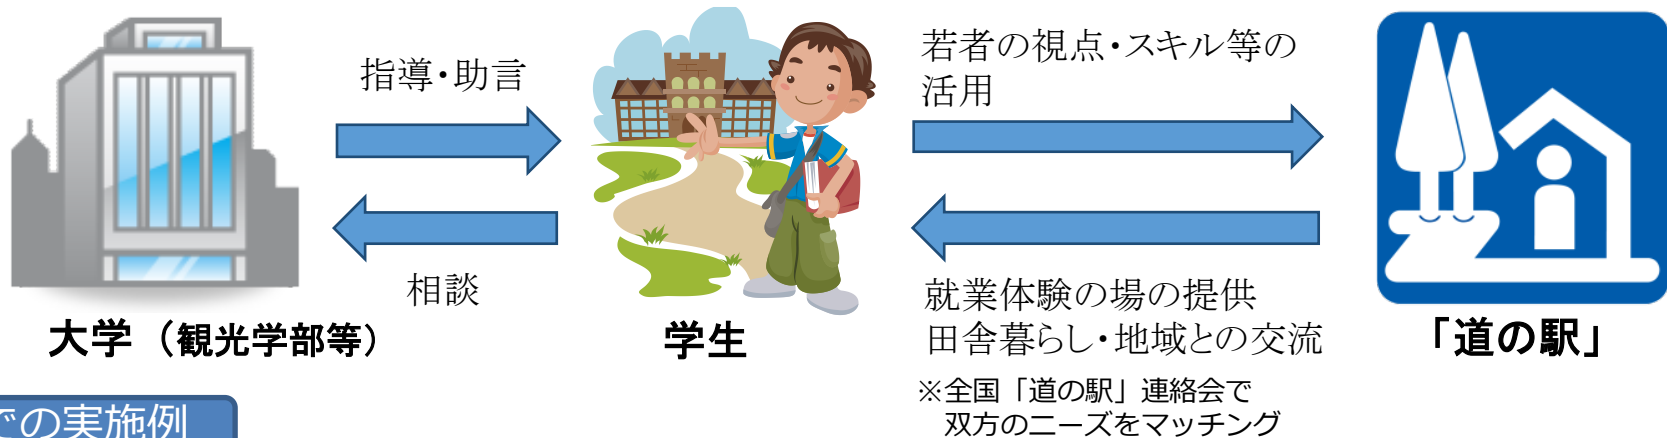 指導・助言
相談
大学（観光学部等）
学生
若者の視点・スキル等の
活用
就業体験の場の提供
田舎暮らし・地域との交流
※全国「道の駅」連絡会で
双方のニーズをマッチング
「道の駅」
での実施例